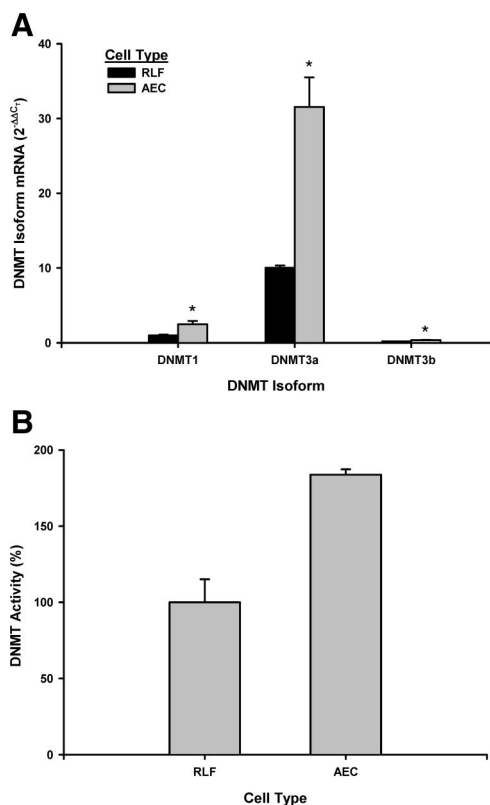 A
DNMT Isoform mRNA (2^-ΔΔC_T)
40
30
20
10
0
Cell Type
RLF
AEC
*
*
*
DNMT1
DNMT3a
DNMT3b
DNMT Isoform
B
DNMT Activity (%)
200
150
100
50
0
RLF
AEC
Cell Type